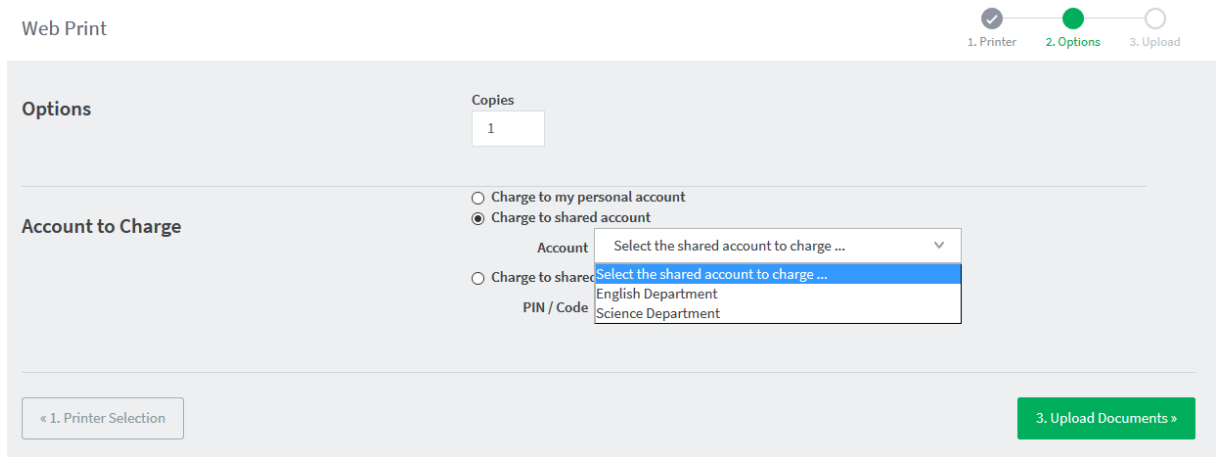 Web Print
1. Printer
2. Options
3. Upload
Options
Copies
1
Account to Charge
Charge to my personal account
Charge to shared account
Account
Select the shared account to charge ...
Select the shared account to charge ...
English Department
Science Department
Charge to shared
PIN / Code
« 1. Printer Selection
3. Upload Documents »